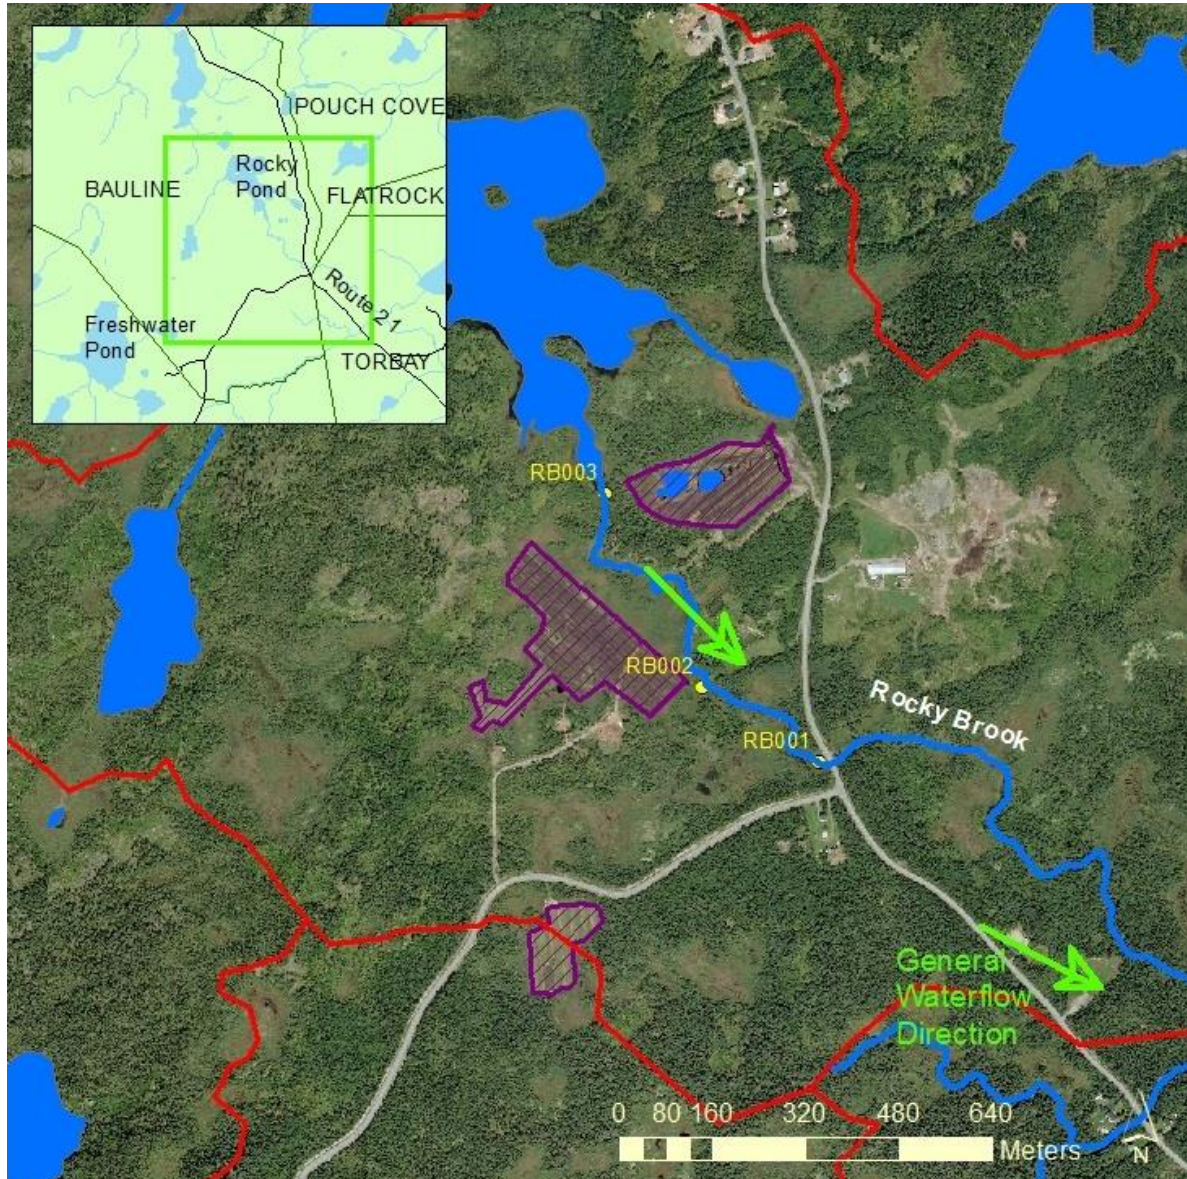 IPOUCH COVE
Rocky
Pond
BAULINE
FLATROCK
Route 21
Freshwater
Pond
TORBAY
RB003
RB002
RB001
Rocky Brook
General
Waterflow
Direction
0 80 160 320 480 640
Meters
N